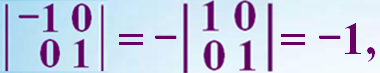 | −1 0 | = − | 1 0 | = −1,
| 0 1 | | 0 1 |